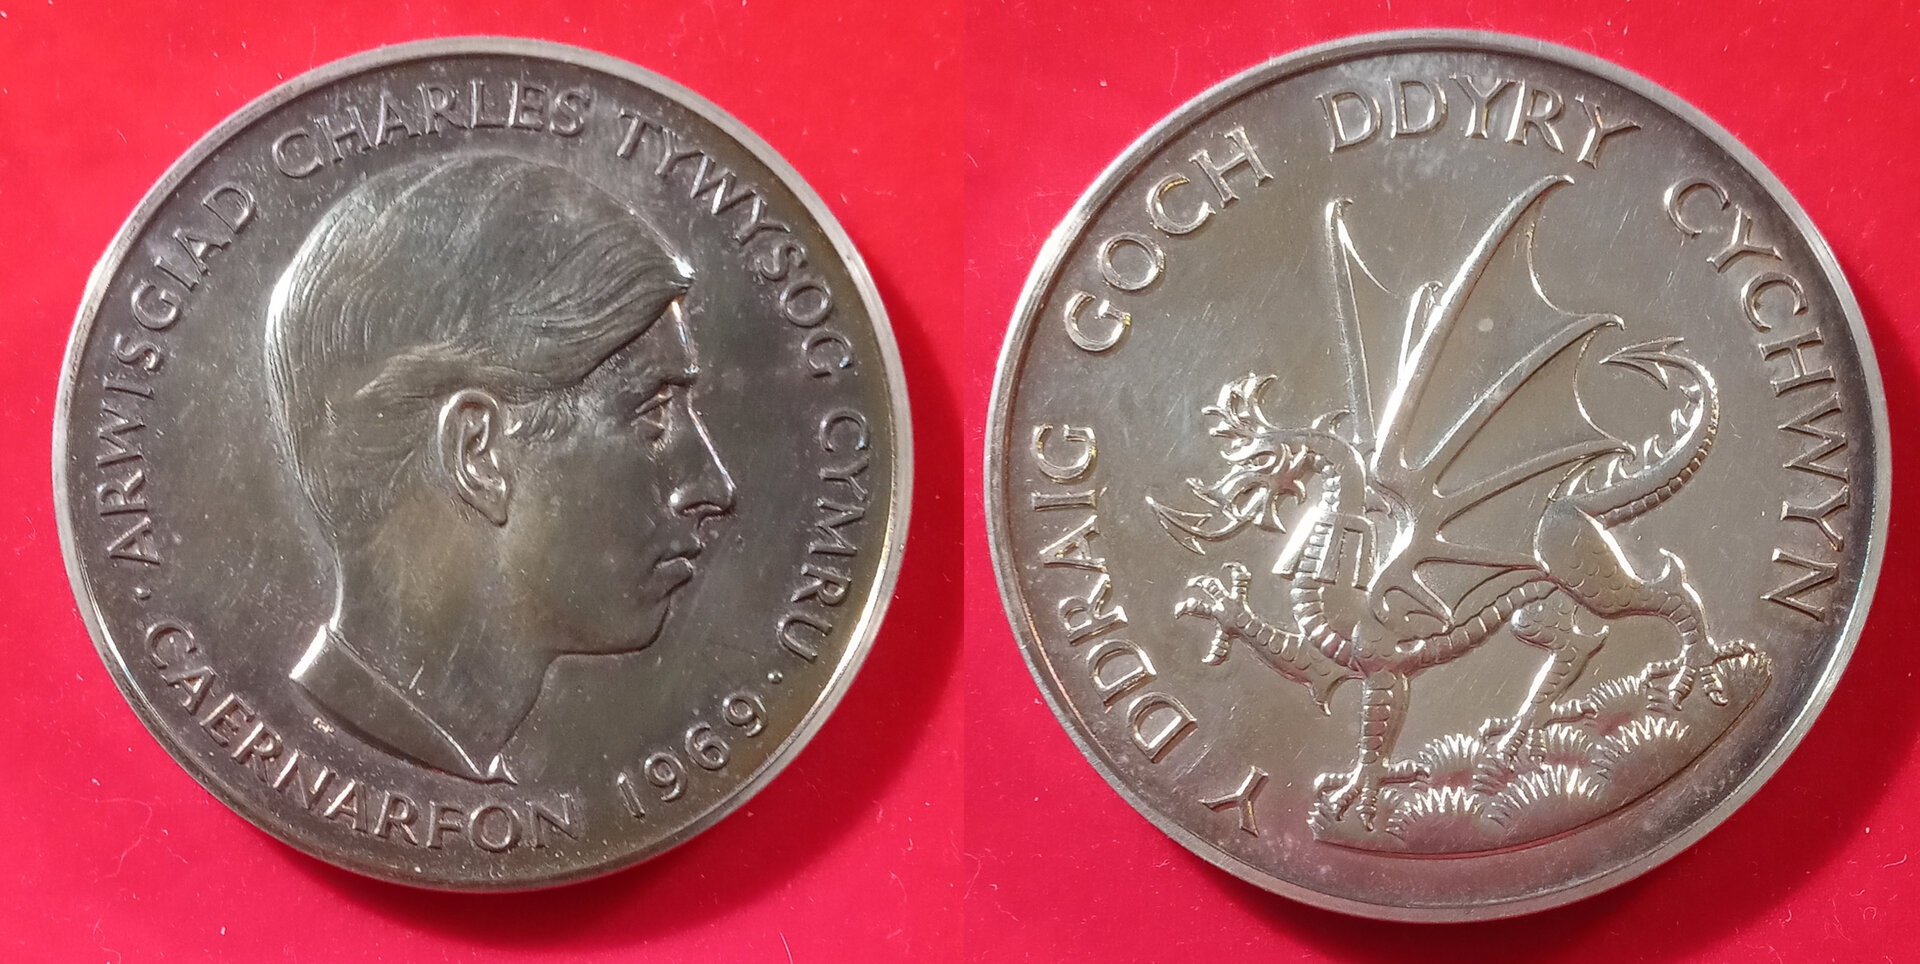 · ARWISGIAD CHARLES TYWYSOG CYMRU ·
CAERNARFON 1969
Y DDRAIG GOCH DDYRY CYCHWYN